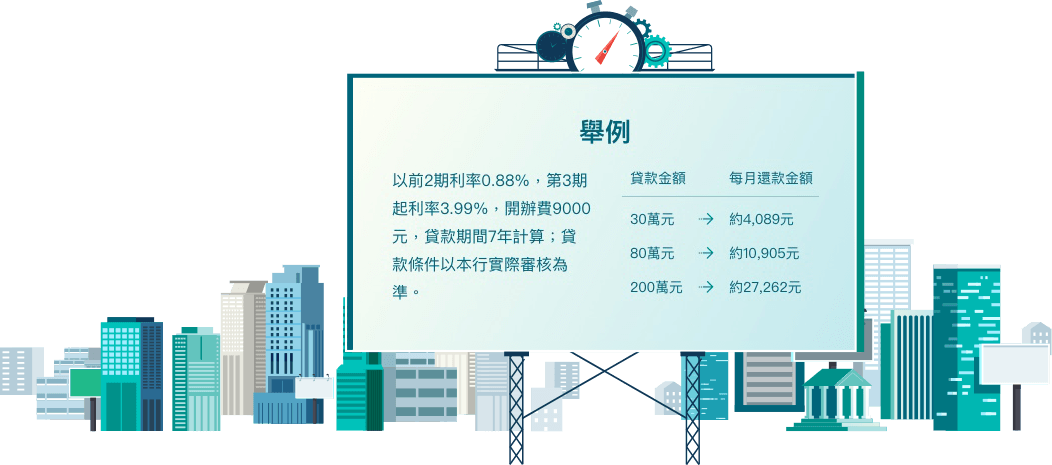 舉例
以前2期利率0.88%，第3期
起利率3.99%，開辦費9000
元，貸款期間7年計算；貸
款條件以本行實際審核為
準。
貸款金額 每月還款金額
30萬元 → 約4,089元
80萬元 → 約10,905元
200萬元 → 約27,262元